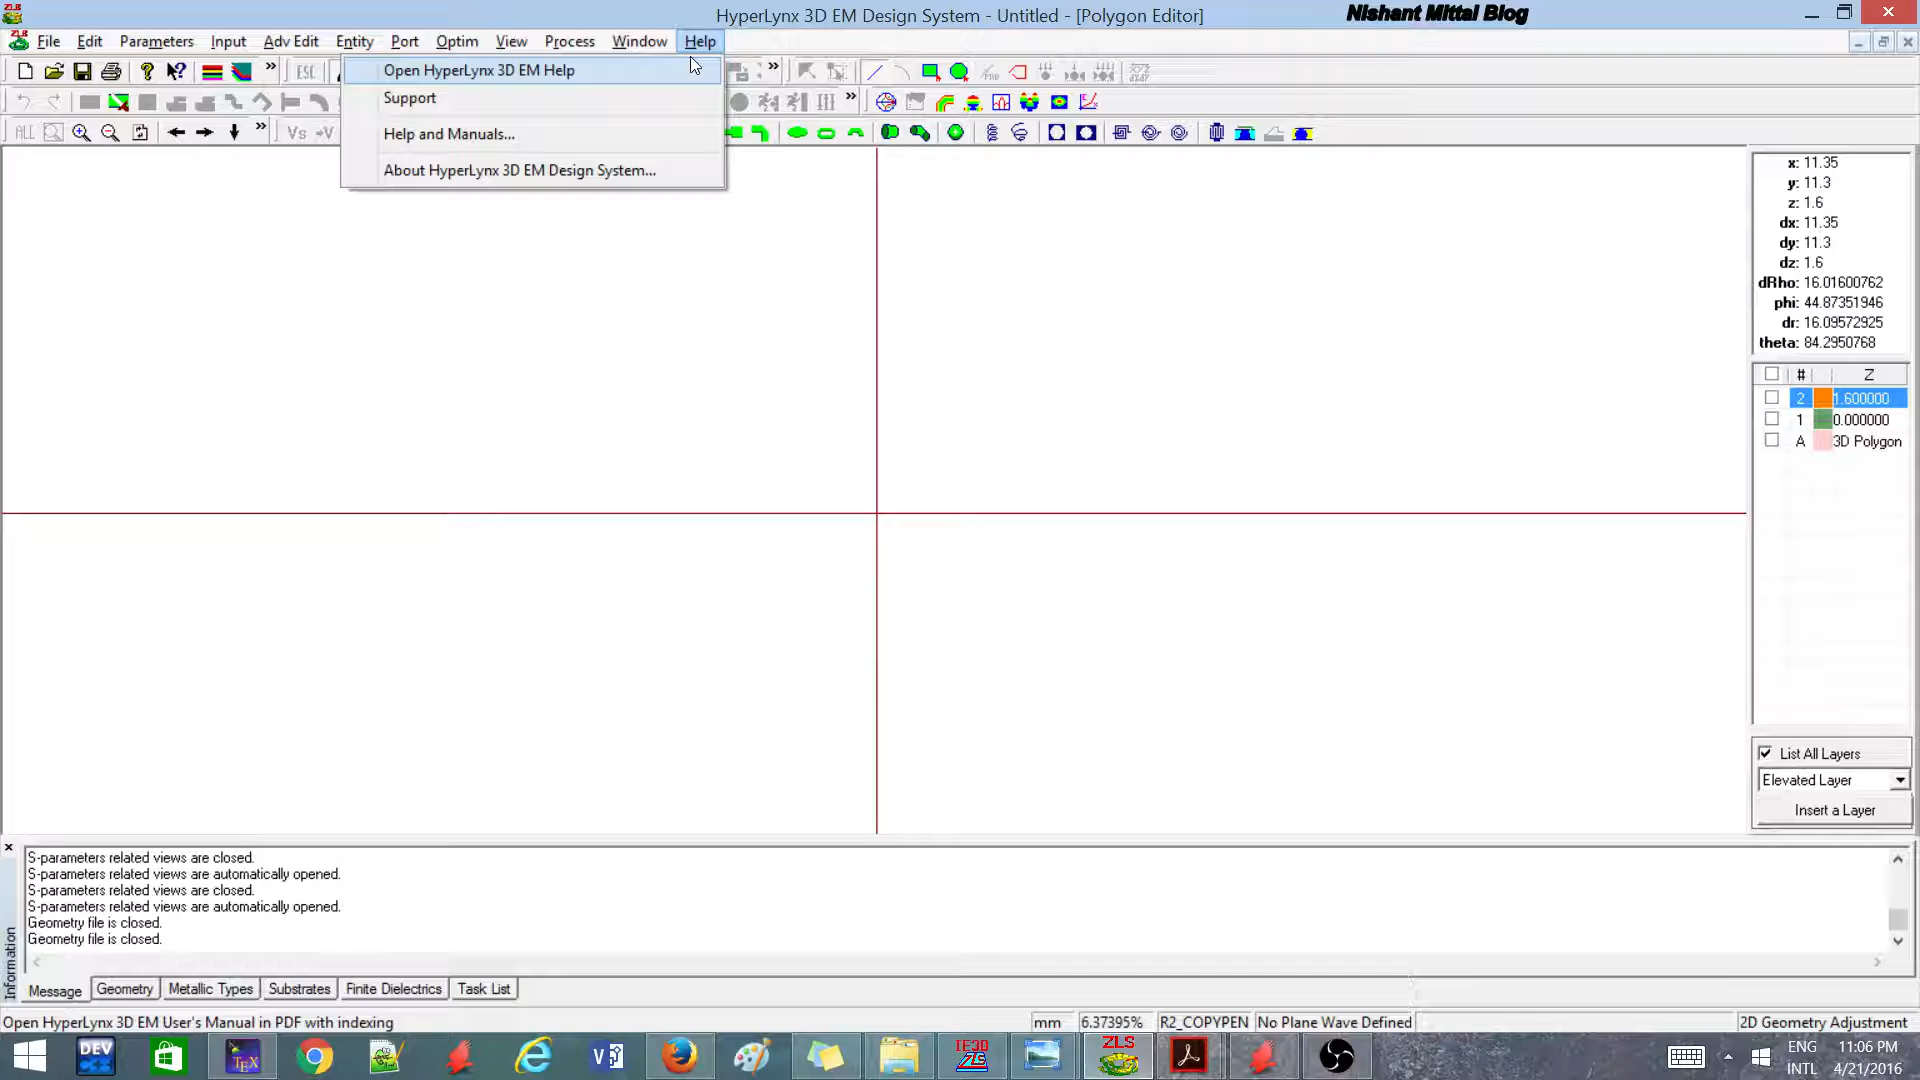 HyperLynx 3D EM Design System - Untitled - [Polygon Editor]
Nishant Mittal Blog
File Edit Parameters Input Adv Edit Entity Port Optim View Process Window Help
ESC
Open HyperLynx 3D EM Help
Support
Help and Manuals...
About HyperLynx 3D EM Design System...
ALL
Vs
x: 11.35
y: 11.3
z: 1.6
dx: 11.35
dy: 11.3
dz: 1.6
dRho: 16.01600762
phi: 44.87351946
dr: 16.09572925
theta: 84.2950768
# Z
2 1.600000
1 0.000000
A 3D Polygon
List All Layers
Elevated Layer
Insert a Layer
S-parameters related views are closed.
S-parameters related views are automatically opened.
S-parameters related views are closed.
S-parameters related views are automatically opened.
Geometry file is closed.
Geometry file is closed.
Information
Message Geometry Metallic Types Substrates Finite Dielectrics Task List
Open HyperLynx 3D EM User's Manual in PDF with indexing
mm 6.37395% R2_COPYPEN No Plane Wave Defined 2D Geometry Adjustment
DEV
TEX
IE3D
ZLS
ENG 11:06 PM
INTL 4/21/2016